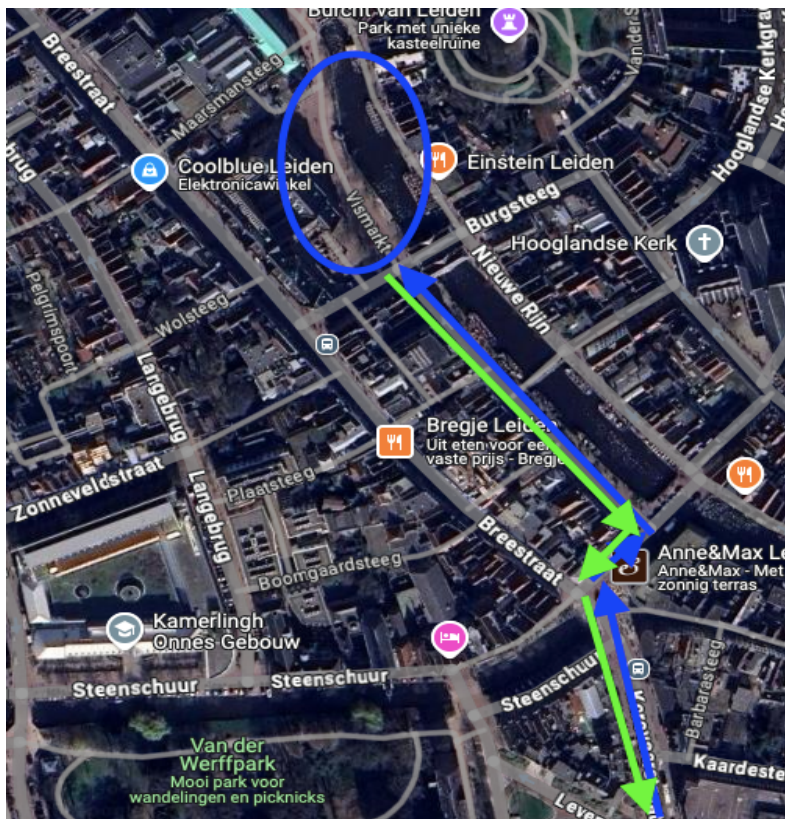 Burcht van Leiden
Park met unieke
kasteelruïne
Breestraat
Maarsmansteeg
Hooglandse Kerkgra
Coolblue Leiden
Elektronicawinkel
Einstein Leiden
Vismarkt
Burgsteeg
Hooglandse Kerk
Nieuwe Rijn
Pelgrimspoort
Wolsteeg
Langebrug
Bregje Leiden
Uit eten voor een
vaste prijs - Bregje
Zonneveldstraat
Plaatsteeg
Langebrug
Breestraat
Boomgaardsteeg
Anne&Max Le
Anne&Max - Met
zonnig terras
Kamerlingh
Onnes Gebouw
Steenschuur
Steenschuur
Steenschuur
Barbarasteeg
Van der
Werffpark
Mooi park voor
wandelingen en picknicks
Kaardeste
Leve